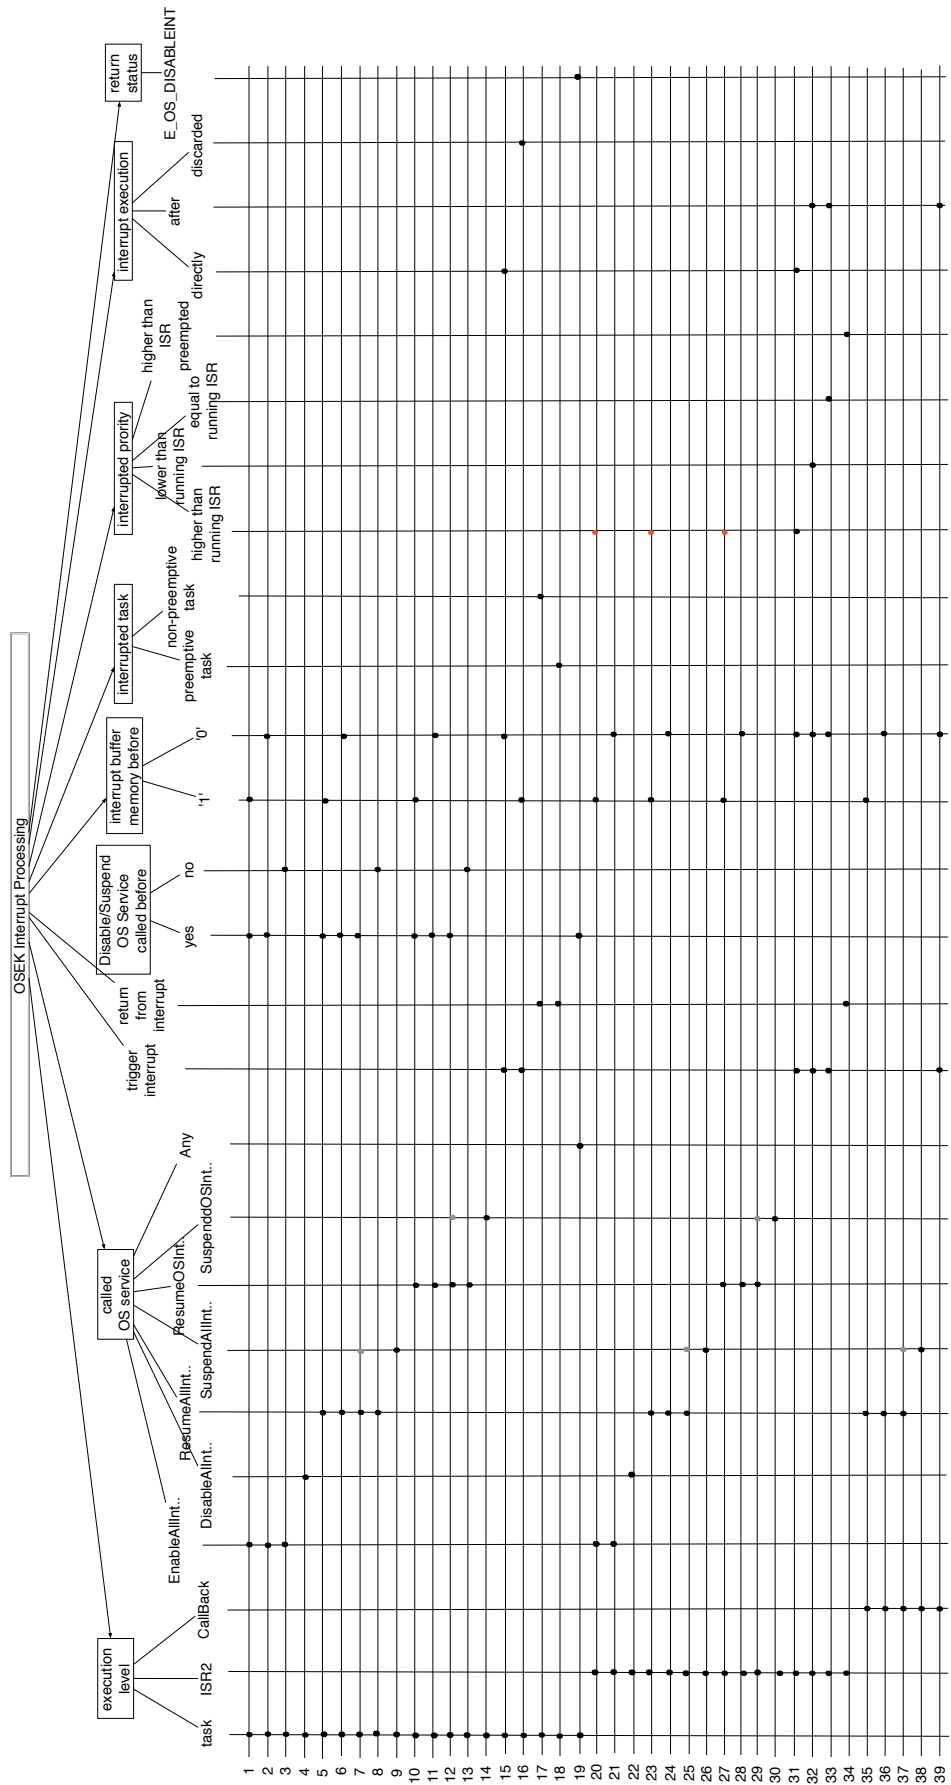 OSEK Interrupt Processing
execution
level
task
ISR2
CallBack
called
OS service
EnableAllInt..
DisableAllInt..
ResumeAllInt..
SuspendAllInt..
ResumeOSInt..
SuspenddOSInt..
Any
trigger
interrupt
return
from
interrupt
Disable/Suspend
OS Service
called before
yes
no
interrupt buffer
memory before
'1'
'0'
interrupted task
preemptive
task
non-preemptive
task
interrupted prority
higher than
running ISR
lower than
running ISR
equal to
running ISR
higher than
ISR
preempted
interrupt execution
directly
after
discarded
return
status
E_OS_DISABLEINT
1
2
3
4
5
6
7
8
9
10
11
12
13
14
15
16
17
18
19
20
21
22
23
24
25
26
27
28
29
30
31
32
33
34
35
36
37
38
39